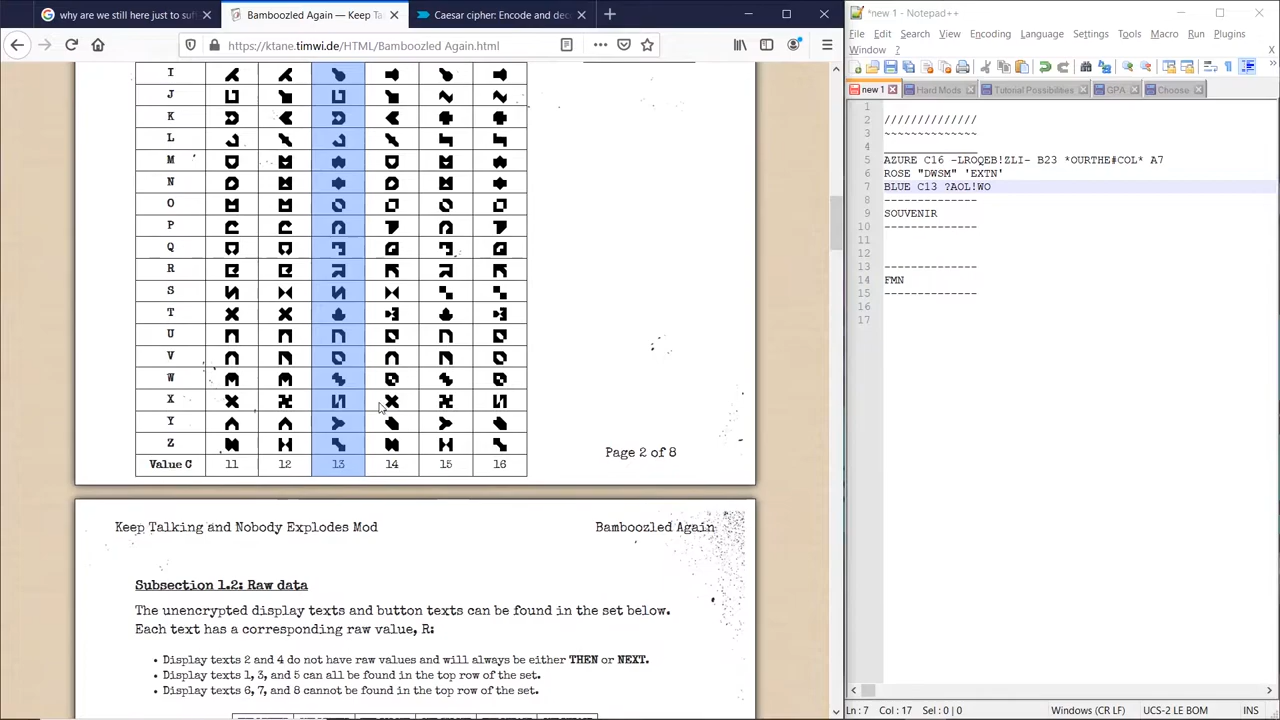 why are we still here?
Bamboozled Again — Keep Tal
Caesar cipher: Encode and dec
https://ktane.timwi.de/HTML/Bamboozled Again.html
I
J
K
L
M
N
O
P
Q
R
S
T
U
V
W
X
Y
Z
Value C 11 12 13 14 15 16
Page 2 of 8
Keep Talking and Nobody Explodes Mod
Bamboozled Again
Subsection 1.2: Raw data
The unencrypted display texts and button texts can be found in the set below.
Each text has a corresponding raw value, R:
• Display texts 2 and 4 do not have raw values and will always be either THEN or NEXT.
• Display texts 1, 3, and 5 can all be found in the top row of the set.
• Display texts 6, 7, and 8 cannot be found in the top row of the set.
*new 1 - Notepad++
File Edit Search View Encoding Language Settings Tools Macro Run Plugins
Window ?
new 1 Hard Mods Tutorial Possibilities GPA Choose
1
2 //////////////
3 ~~~~~~~~~~~~~~
4 ______________
5 AZURE C16 -LROQEB!ZLI- B23 *OURTHE#COL* A7
6 ROSE "DWSM" 'EXTN'
7 BLUE C13 ?AOL!WO
8 --------------
9 SOUVENIR
10 --------------
11
12
13 --------------
14 FMN
15 --------------
16
17
Ln : 7 Col : 17 Sel : 0 | 0 Windows (CR LF) UCS-2 LE BOM INS